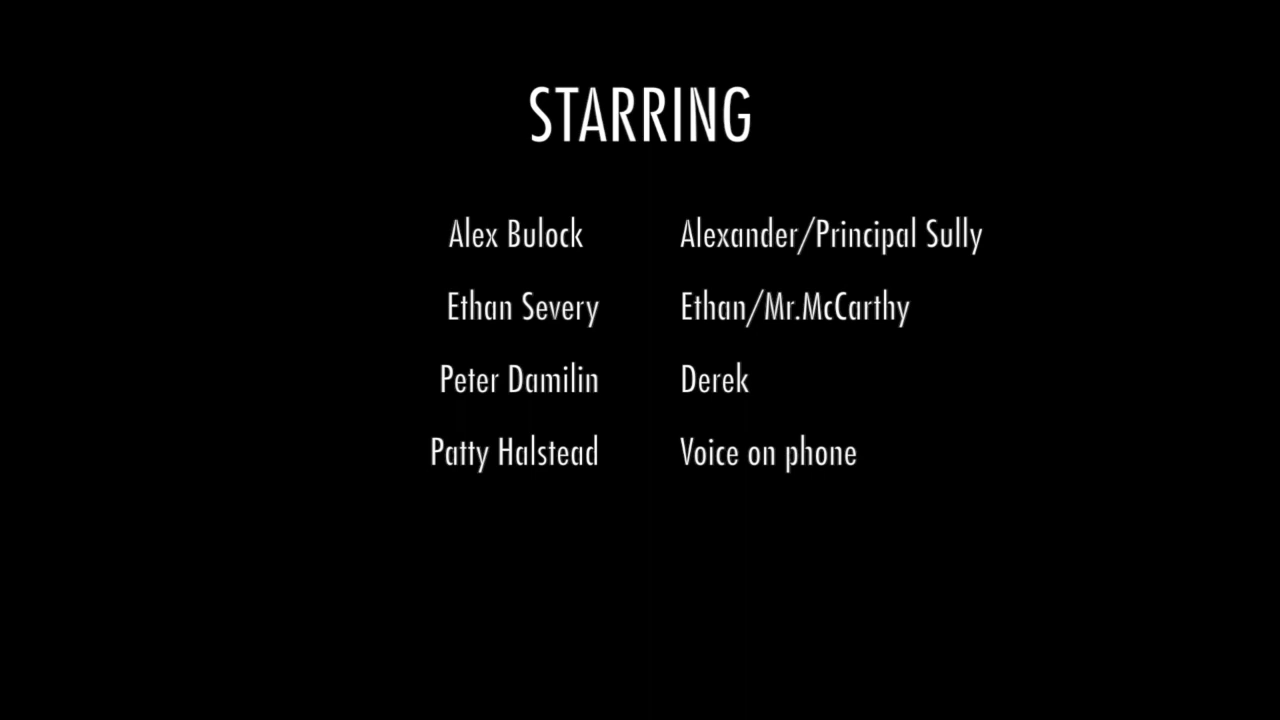 STARRING
Alex Bulock Alexander/Principal Sully
Ethan Severy Ethan/Mr.McCarthy
Peter Damilin Derek
Patty Halstead Voice on phone